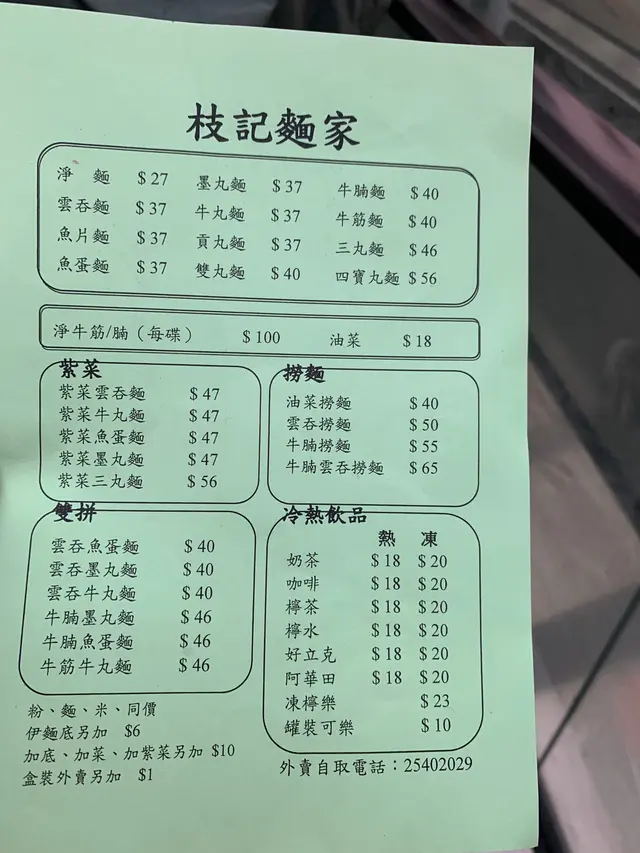 枝記麵家
淨　麵 $27 墨丸麵 $37 牛腩麵 $40
雲吞麵 $37 牛丸麵 $37 牛筋麵 $40
魚片麵 $37 貢丸麵 $37 三丸麵 $46
魚蛋麵 $37 雙丸麵 $40 四寶丸麵 $56
淨牛筋/腩（每碟） $100 油菜 $18
紫菜
紫菜雲吞麵 $47
紫菜牛丸麵 $47
紫菜魚蛋麵 $47
紫菜墨丸麵 $47
紫菜三丸麵 $56
撈麵
油菜撈麵 $40
雲吞撈麵 $50
牛腩撈麵 $55
牛腩雲吞撈麵 $65
雙拼
雲吞魚蛋麵 $40
雲吞墨丸麵 $40
雲吞牛丸麵 $40
牛腩墨丸麵 $46
牛腩魚蛋麵 $46
牛筋牛丸麵 $46
冷熱飲品
熱 凍
奶茶 $18 $20
咖啡 $18 $20
檸茶 $18 $20
檸水 $18 $20
好立克 $18 $20
阿華田 $18 $20
凍檸樂 $23
罐裝可樂 $10
粉、麵、米、同價
伊麵底另加 $6
加底、加菜、加紫菜另加 $10
盒裝外賣另加 $1
外賣自取電話：25402029